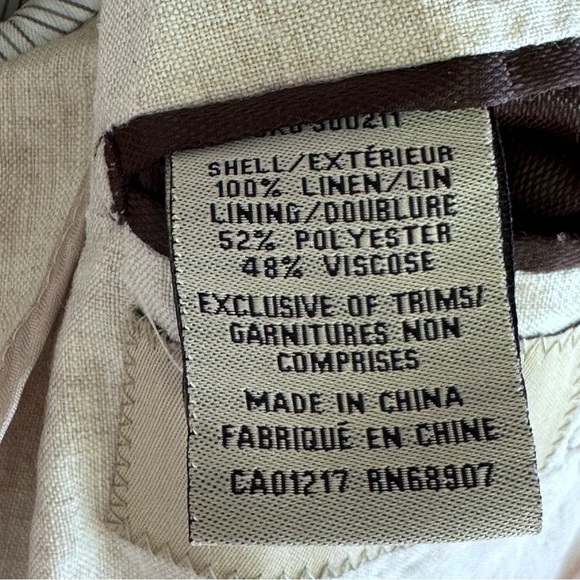 300211
SHELL/EXTÉRIEUR
100% LINEN/LIN
LINING/DOUBLURE
52% POLYESTER
48% VISCOSE
EXCLUSIVE OF TRIMS/
GARNITURES NON
COMPRISES
MADE IN CHINA
FABRIQUÉ EN CHINE
CA01217 RN68907